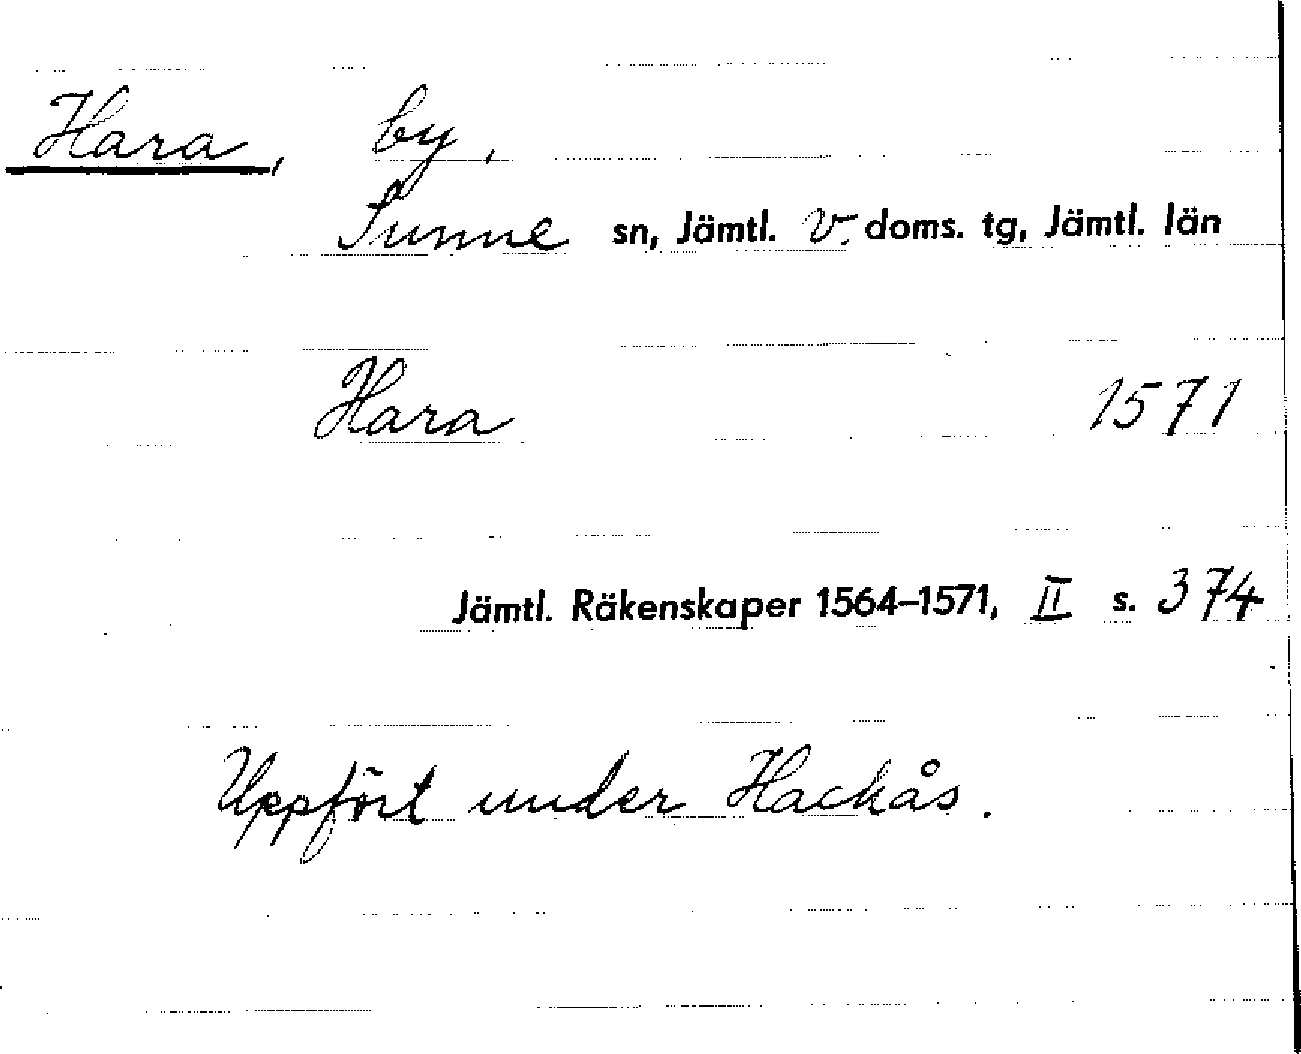 Hara, by,
Sunne sn, Jämtl. v. doms. tg, Jämtl. län
Hara 1571
Jämtl. Räkenskaper 1564–1571, II s. 374
Uppfört under Hackås.